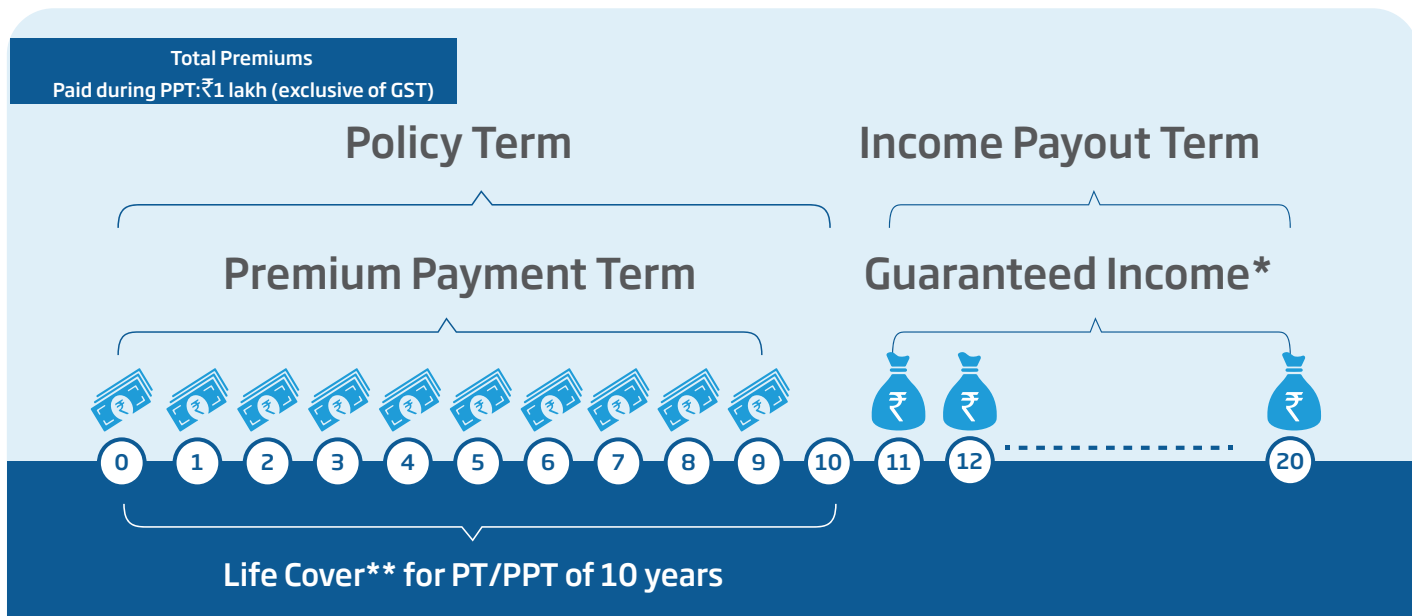 Total Premiums
Paid during PPT:₹1 lakh (exclusive of GST)
Policy Term
Income Payout Term
Premium Payment Term
Guaranteed Income*
₹ ₹ ₹ ₹ ₹ ₹ ₹ ₹ ₹ ₹ ₹ ₹ ₹
0 1 2 3 4 5 6 7 8 9 10 11 12 20
Life Cover** for PT/PPT of 10 years